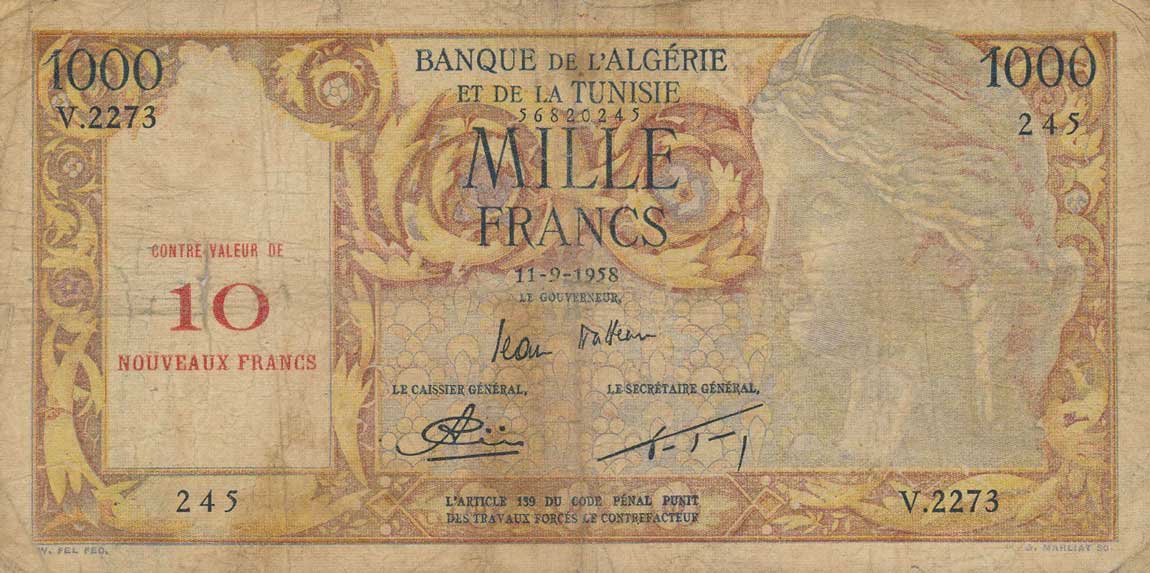 1000
BANQUE DE L'ALGÉRIE
1000
V.2273
ET DE LA TUNISIE
56820245
245
MILLE
FRANCS
CONTRE VALEUR DE
10
NOUVEAUX FRANCS
11-9-1958
LE GOUVERNEUR,
LE CAISSIER GÉNÉRAL,
LE SECRÉTAIRE GÉNÉRAL,
245
L'ARTICLE 139 DU CODE PÉNAL PUNIT
DES TRAVAUX FORCÉS LE CONTREFACTEUR
V.2273
W. FEL FEC.